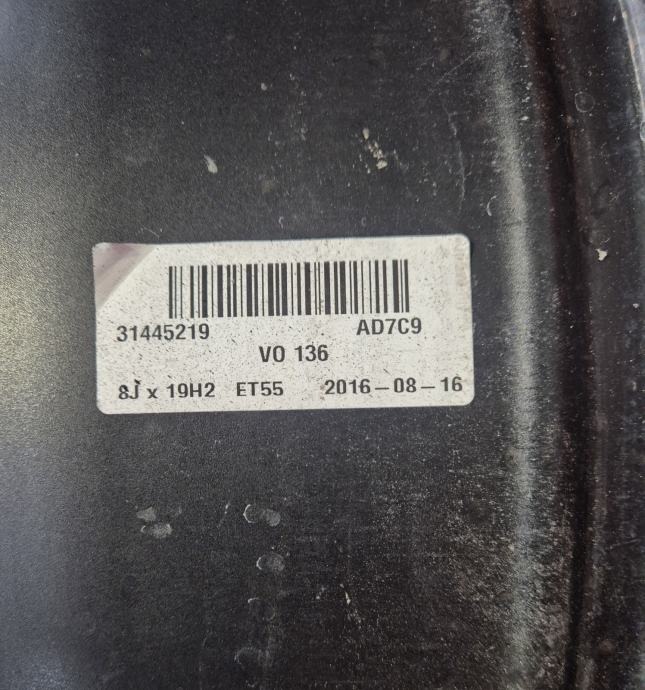 31445219 AD7C9
VO 136
8J x 19H2 ET55 2016-08-16